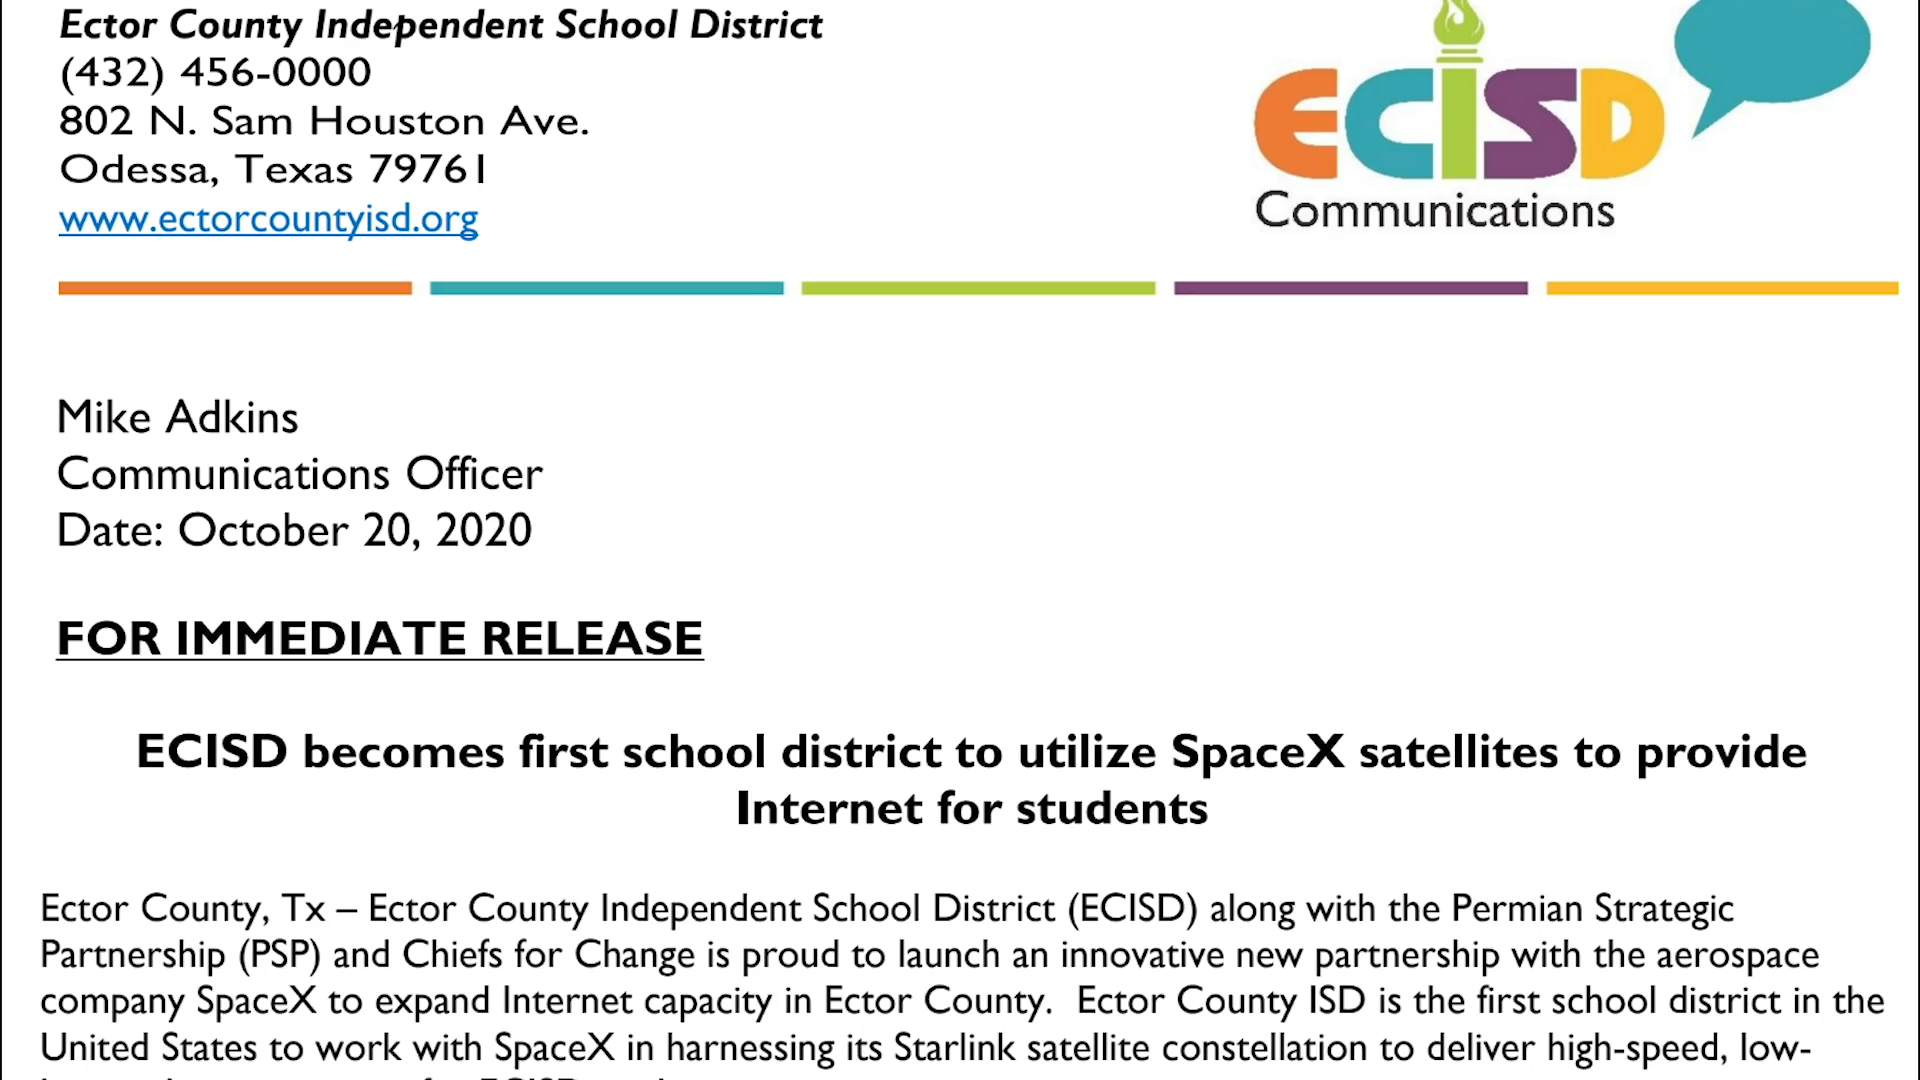 Ector County Independent School District
(432) 456-0000
802 N. Sam Houston Ave.
Odessa, Texas 79761
www.ectorcountyisd.org
ECISD
Communications
Mike Adkins
Communications Officer
Date: October 20, 2020
FOR IMMEDIATE RELEASE
ECISD becomes first school district to utilize SpaceX satellites to provide
Internet for students
Ector County, Tx – Ector County Independent School District (ECISD) along with the Permian Strategic
Partnership (PSP) and Chiefs for Change is proud to launch an innovative new partnership with the aerospace
company SpaceX to expand Internet capacity in Ector County.  Ector County ISD is the first school district in the
United States to work with SpaceX in harnessing its Starlink satellite constellation to deliver high-speed, low-